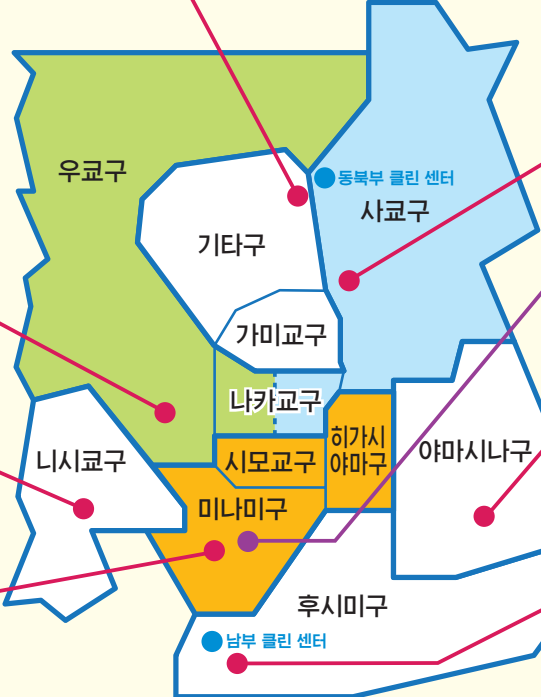 우쿄구
동북부 클린 센터
사쿄구
기타구
가미교구
나카교구
히가시
야마구
야마시나구
니시쿄구
시모교구
미나미구
후시미구
남부 클린 센터